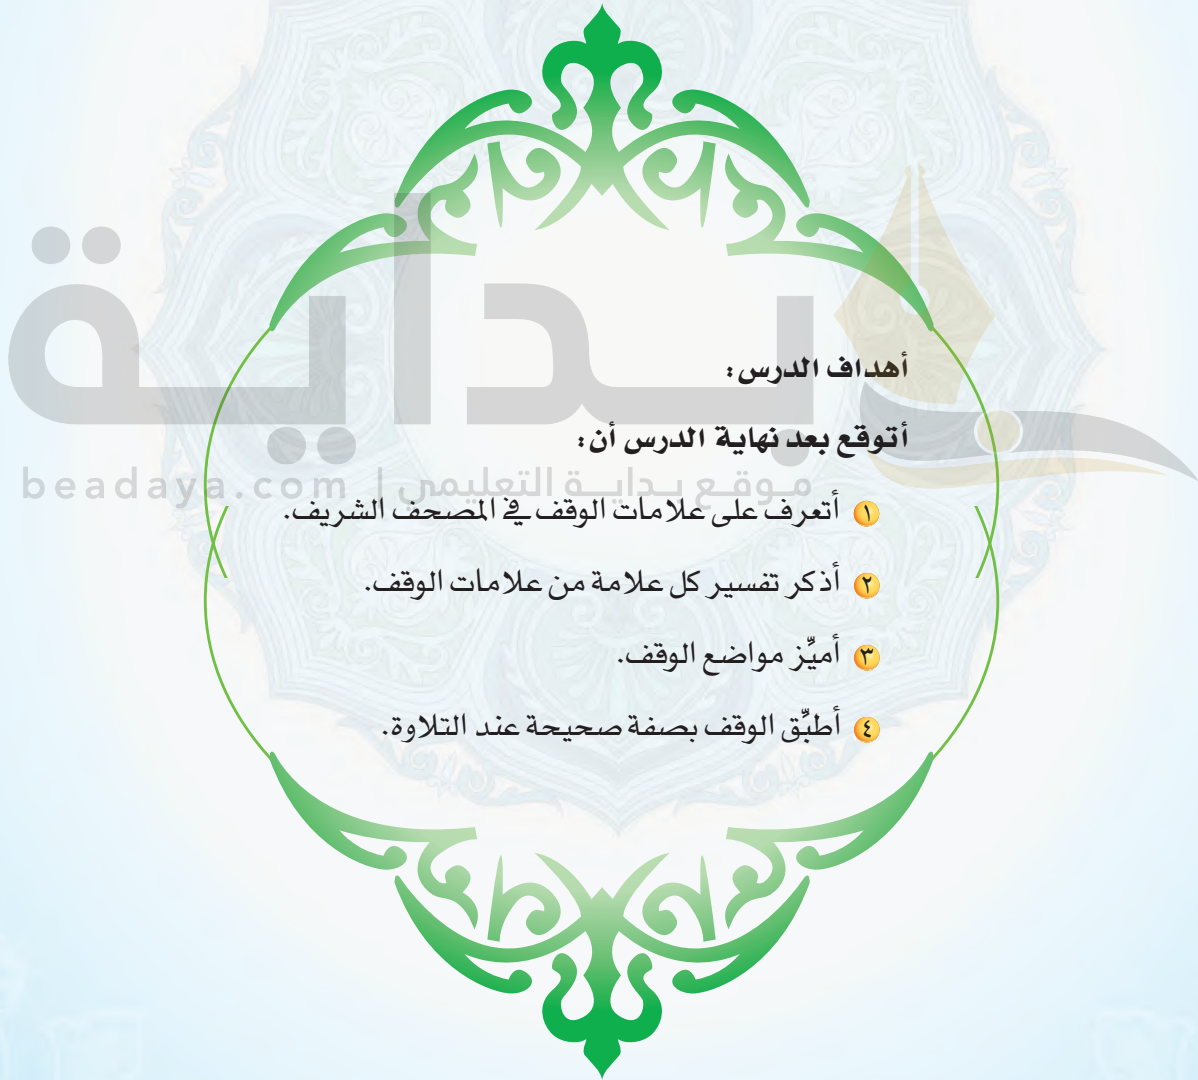 بداية
أهداف الدرس:
أتوقع بعد نهاية الدرس أن:
موقع بداية التعليمي | beadaya.com
١ أتعرف على علامات الوقف في المصحف الشريف.
٢ أذكر تفسير كل علامة من علامات الوقف.
٣ أميِّز مواضع الوقف.
٤ أطبِّق الوقف بصفة صحيحة عند التلاوة.